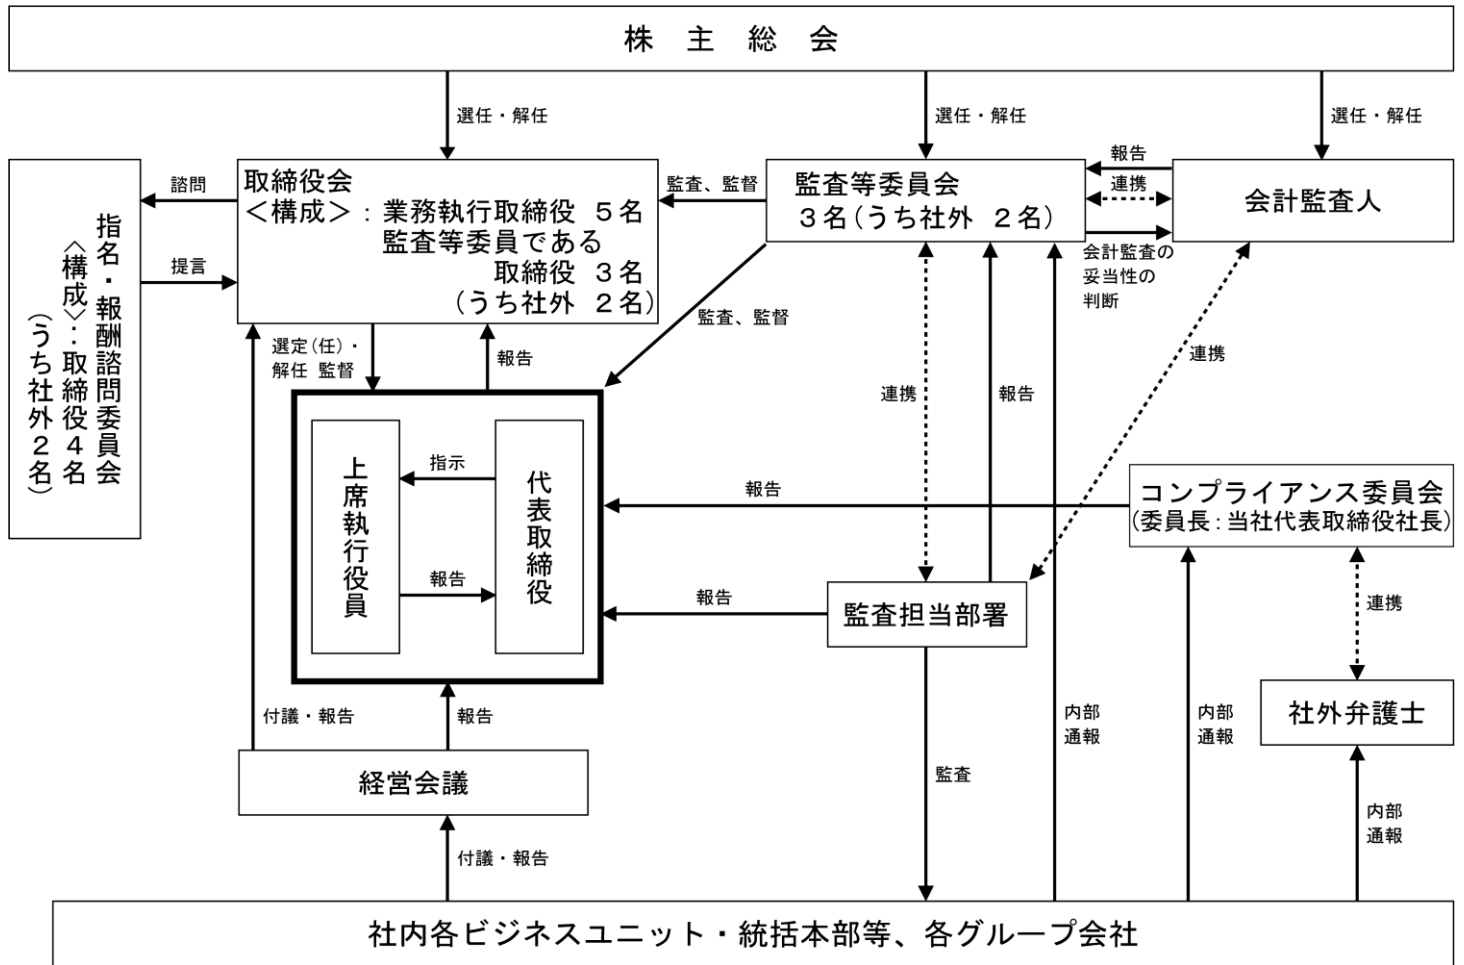 株主総会
選任・解任
選任・解任
選任・解任
指名・報酬諮問委員会
〈構成〉：取締役4名
（うち社外2名）
諮問
提言
取締役会
＜構成＞：業務執行取締役 5名
監査等委員である
取締役 3名
（うち社外 2名）
監査、監督
監査等委員会
3名（うち社外 2名）
報告
連携
会計監査の
妥当性の
判断
会計監査人
選定（任）・
解任 監督
報告
監査、監督
連携
報告
連携
上席執行役員
指示
報告
代表取締役
報告
コンプライアンス委員会
（委員長：当社代表取締役社長）
報告
監査担当部署
連携
社外弁護士
付議・報告
報告
内部
通報
内部
通報
経営会議
監査
内部
通報
付議・報告
社内各ビジネスユニット・統括本部等、各グループ会社